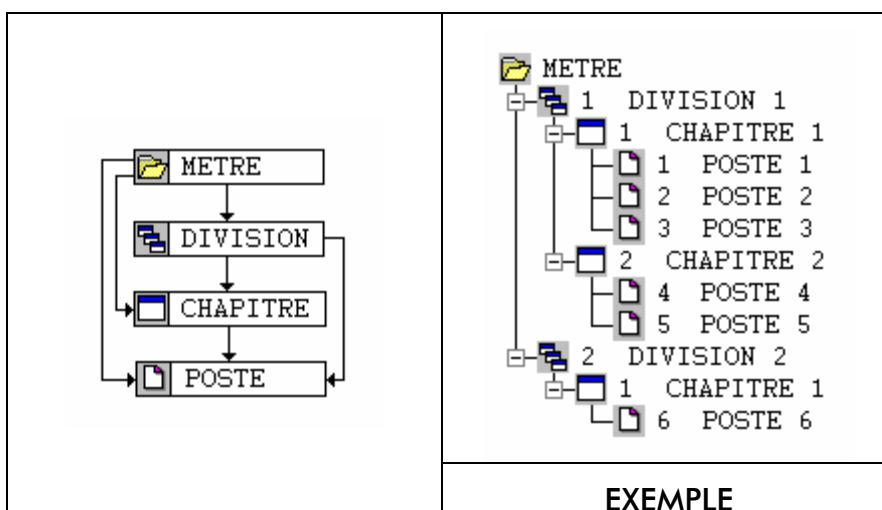 METRE
DIVISION
CHAPITRE
POSTE
METRE
1 DIVISION 1
1 CHAPITRE 1
1 POSTE 1
2 POSTE 2
3 POSTE 3
2 CHAPITRE 2
4 POSTE 4
5 POSTE 5
2 DIVISION 2
1 CHAPITRE 1
6 POSTE 6
EXEMPLE